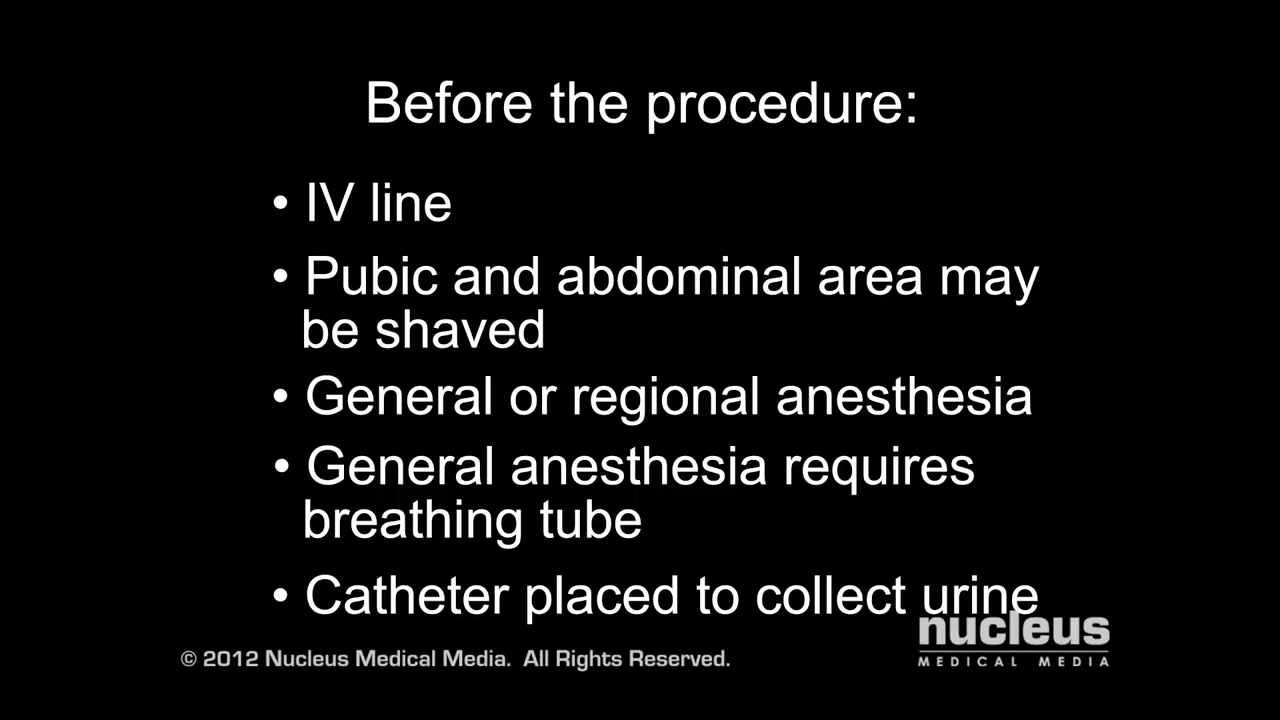 Before the procedure:
• IV line
• Pubic and abdominal area may
be shaved
• General or regional anesthesia
• General anesthesia requires
breathing tube
• Catheter placed to collect urine
nucleus
© 2012 Nucleus Medical Media. All Rights Reserved.
MEDICAL MEDIA